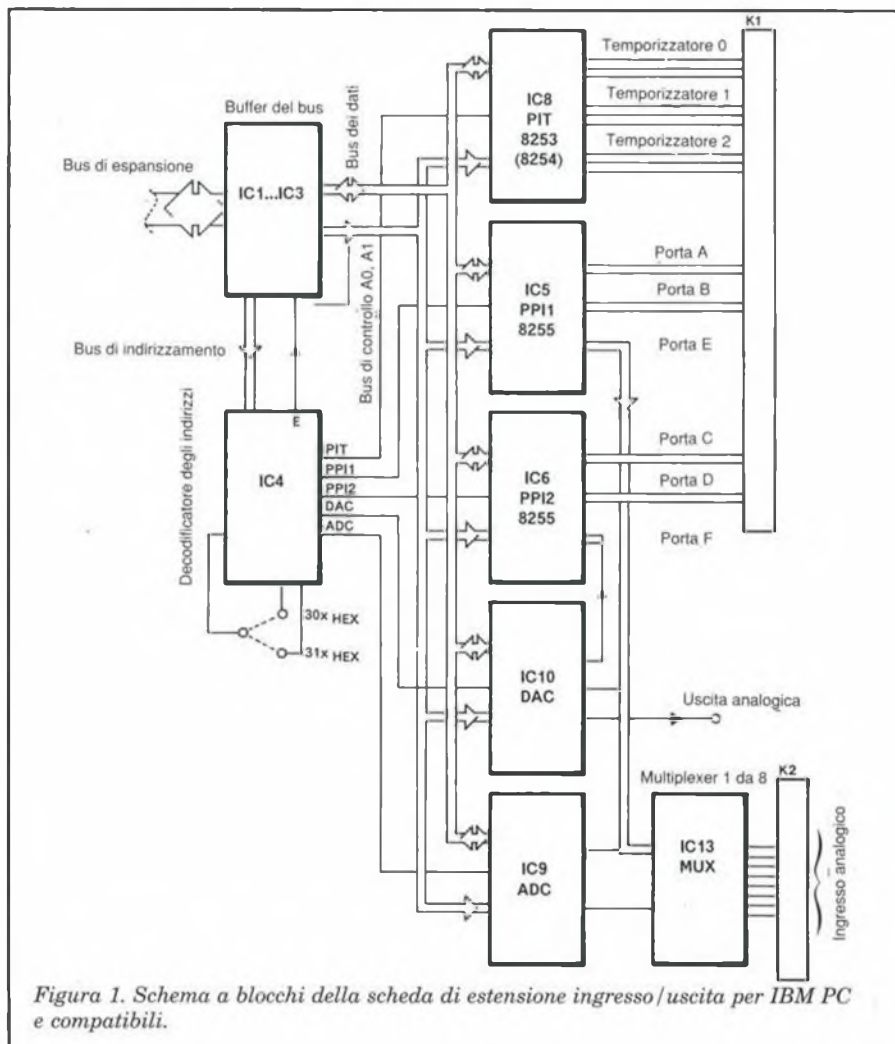 K1
Temporizzatore 0
Temporizzatore 1
Temporizzatore 2
IC8
PIT
8253
(8254)
Buffer del bus
Bus dei dati
Bus di espansione
IC1...IC3
Porta A
Porta B
Porta E
IC5
PPI1
8255
Bus di controllo A0, A1
Bus di indirizzamento
Decodificatore degli indirizzi
E
IC4
PIT
PPI1
PPI2
DAC
ADC
IC6
PPI2
8255
Porta C
Porta D
Porta F
30x HEX
31x HEX
IC10
DAC
Uscita analogica
Multiplexer 1 da 8
K2
IC9
ADC
IC13
MUX
Ingresso analogico
Figura 1. Schema a blocchi della scheda di estensione ingresso/uscita per IBM PC
e compatibili.